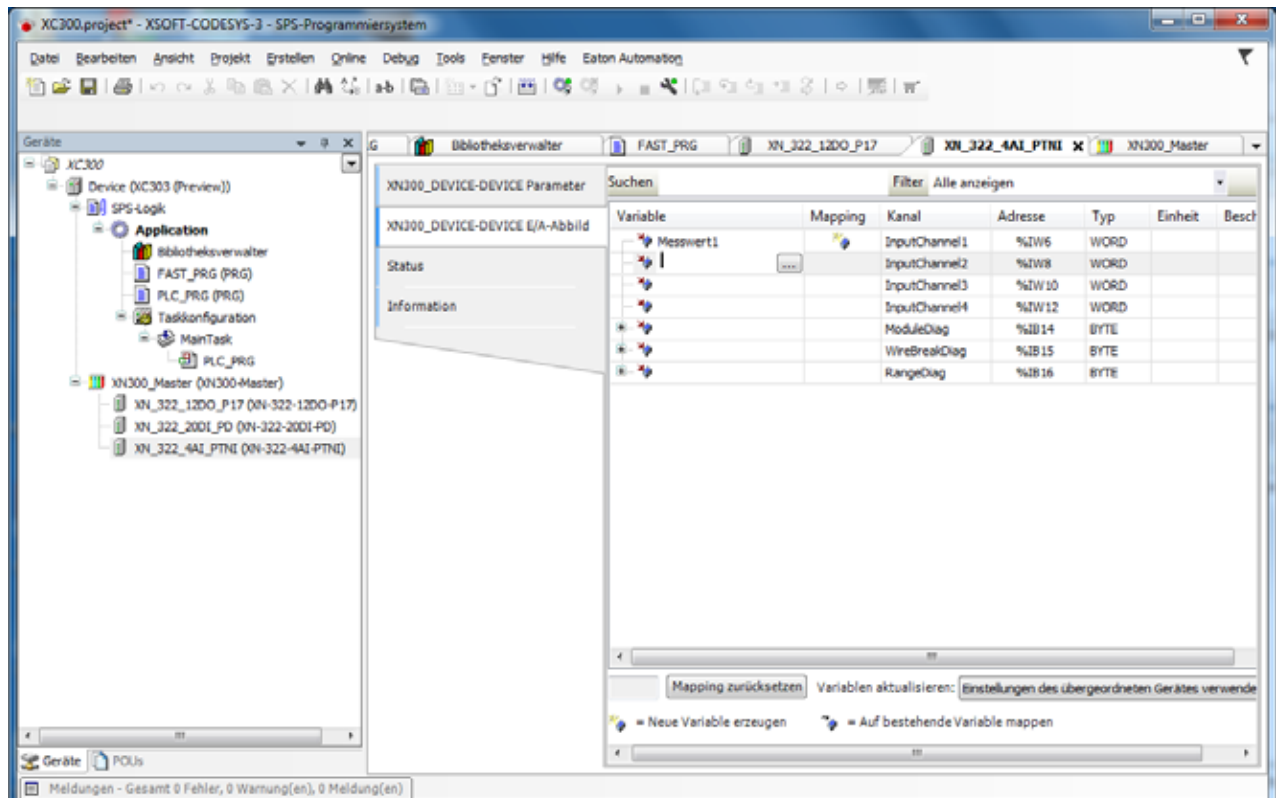 XC300.project* - XSOFT-CODESYS-3 - SPS-Programmiersystem
Datei Bearbeiten Ansicht Projekt Erstellen Online Debug Tools Fenster Hilfe Eaton Automation
Geräte
XC300
Device (XC303 (Preview))
SPS-Logik
Application
Bibliotheksverwalter
FAST_PRG (PRG)
PLC_PRG (PRG)
Taskkonfiguration
MainTask
PLC_PRG
XN300_Master (XN300-Master)
XN_322_12DO_P17 (XN-322-12DO-P17)
XN_322_20DI_PD (XN-322-20DI-PD)
XN_322_4AI_PTNI (XN-322-4AI-PTNI)
Geräte POUs
.G Bibliotheksverwalter FAST_PRG XN_322_12DO_P17 XN_322_4AI_PTNI XN300_Master
XN300_DEVICE-DEVICE Parameter
XN300_DEVICE-DEVICE E/A-Abbild
Status
Information
Suchen Filter Alle anzeigen
Variable Mapping Kanal Adresse Typ Einheit Besch
Messwert1 InputChannel1 %IW6 WORD
... InputChannel2 %IW8 WORD
InputChannel3 %IW10 WORD
InputChannel4 %IW12 WORD
ModuleDiag %IB14 BYTE
WireBreakDiag %IB15 BYTE
RangeDiag %IB16 BYTE
Mapping zurücksetzen Variablen aktualisieren: Einstellungen des übergeordneten Gerätes verwende
= Neue Variable erzeugen = Auf bestehende Variable mappen
Meldungen - Gesamt 0 Fehler, 0 Warnung(en), 0 Meldung(en)